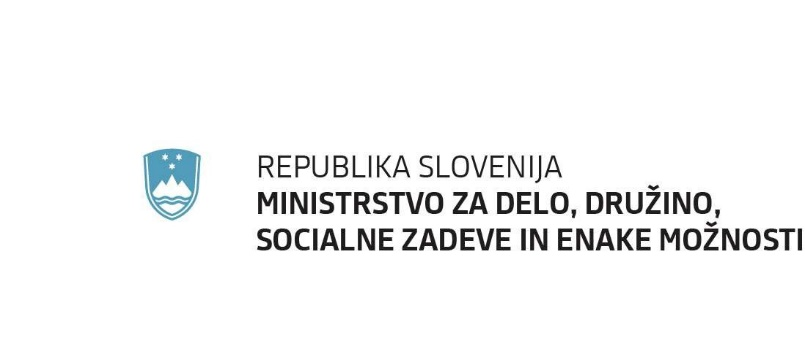 REPUBLIKA SLOVENIJA
MINISTRSTVO ZA DELO, DRUŽINO,
SOCIALNE ZADEVE IN ENAKE MOŽNOSTI